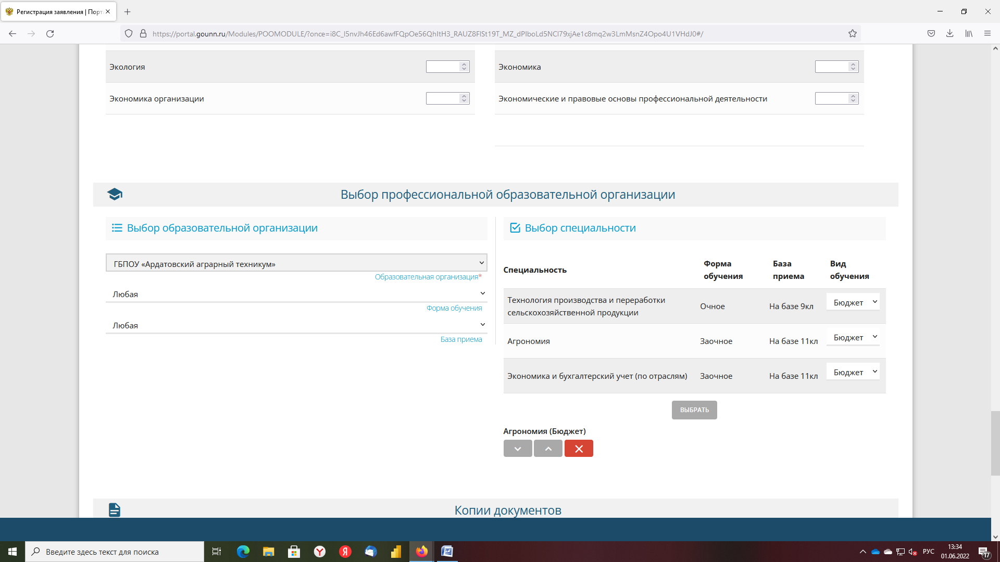 Регистрация заявления | Порт
https://portal.gounn.ru/Modules/POOMODULE/?once=i8C_l5nvJh46Ed6awfFQpOe56QhItH3_RAUZ8FlSt19T_MZ_dPIboLd5NCl79xjAe1c8mq2w3LmMsnZ4Opo4U1VHdJ0#/
Экология
Экономика
Экономика организации
Экономические и правовые основы профессиональной деятельности
Выбор профессиональной образовательной организации
Выбор образовательной организации
ГБПОУ «Ардатовский аграрный техникум»
Образовательная организация*
Любая
Форма обучения
Любая
База приема
Выбор специальности
Специальность
Форма обучения
База приема
Вид обучения
Технология производства и переработки
сельскохозяйственной продукции
Очное
На базе 9кл
Бюджет
Агрономия
Заочное
На базе 11кл
Бюджет
Экономика и бухгалтерский учет (по отраслям)
Заочное
На базе 11кл
Бюджет
ВЫБРАТЬ
Агрономия (Бюджет)
Копии документов
Введите здесь текст для поиска
РУС
13:34
01.06.2022
17